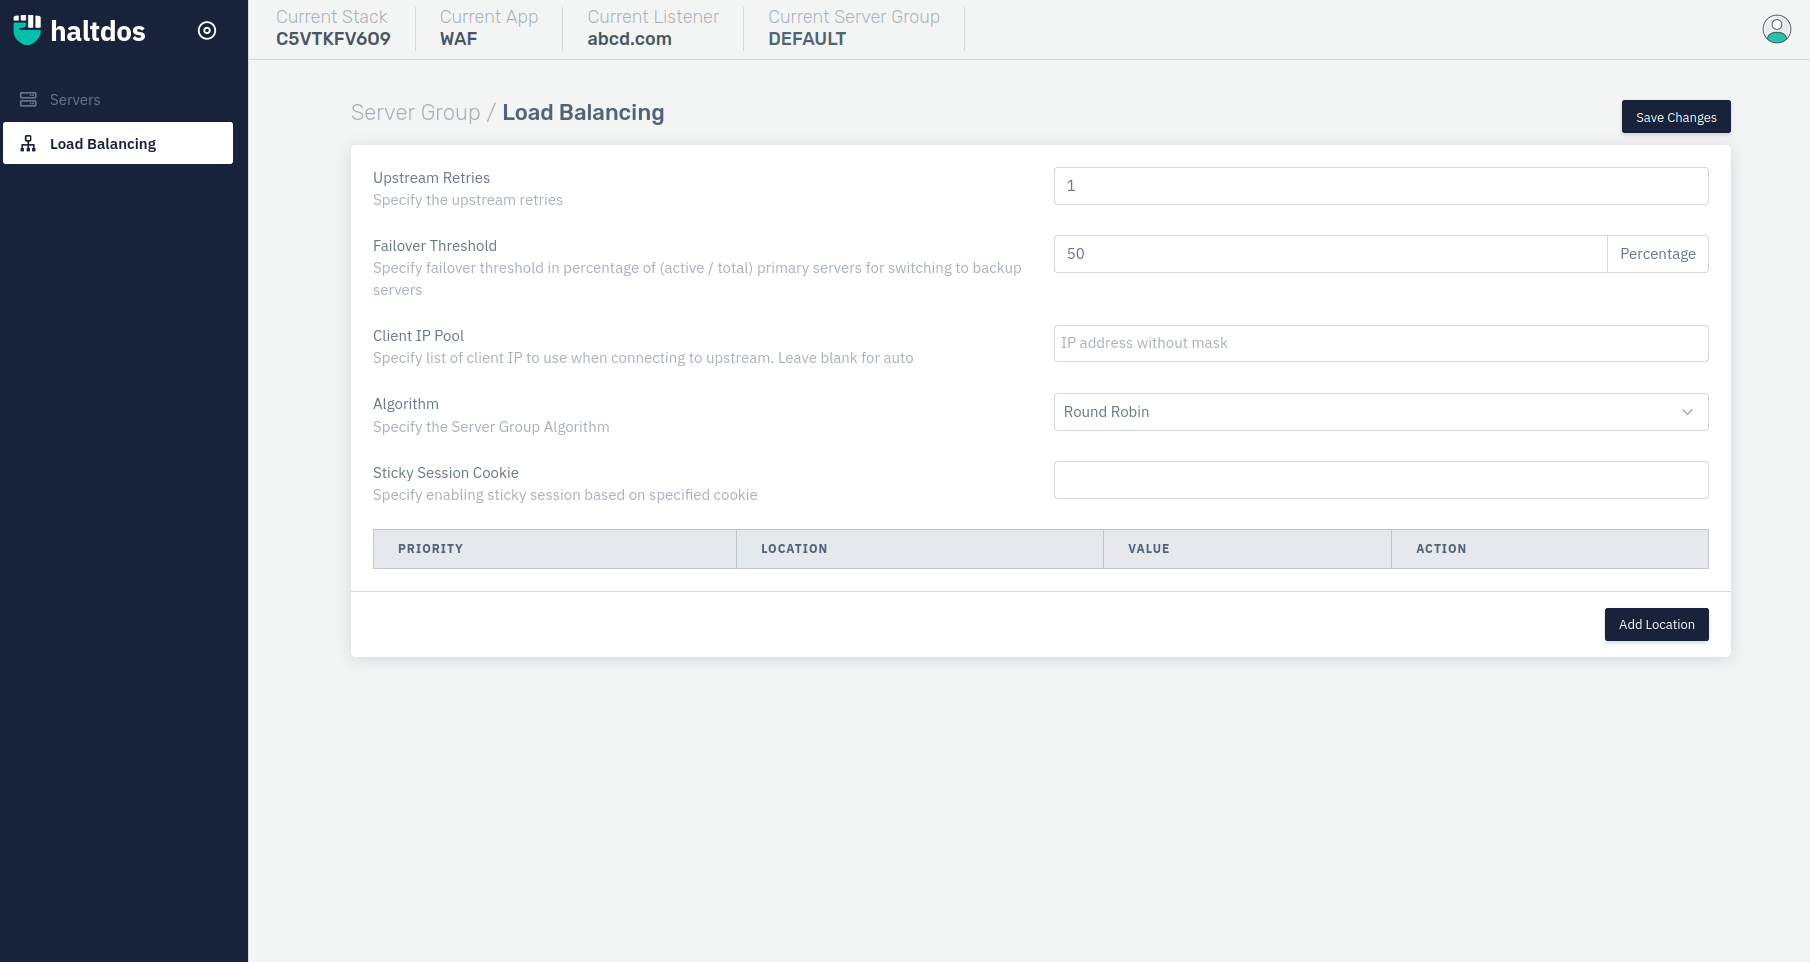 haltdos
Current Stack
C5VTKFV6O9
Current App
WAF
Current Listener
abcd.com
Current Server Group
DEFAULT
Servers
Load Balancing
Server Group / Load Balancing
Save Changes
Upstream Retries
Specify the upstream retries
1
Failover Threshold
Specify failover threshold in percentage of (active / total) primary servers for switching to backup
servers
50
Percentage
Client IP Pool
Specify list of client IP to use when connecting to upstream. Leave blank for auto
IP address without mask
Algorithm
Specify the Server Group Algorithm
Round Robin
Sticky Session Cookie
Specify enabling sticky session based on specified cookie
PRIORITY LOCATION VALUE ACTION
Add Location